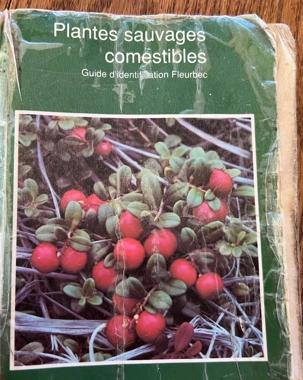 Plantes sauvages
comestibles
Guide d'identification Fleurbec